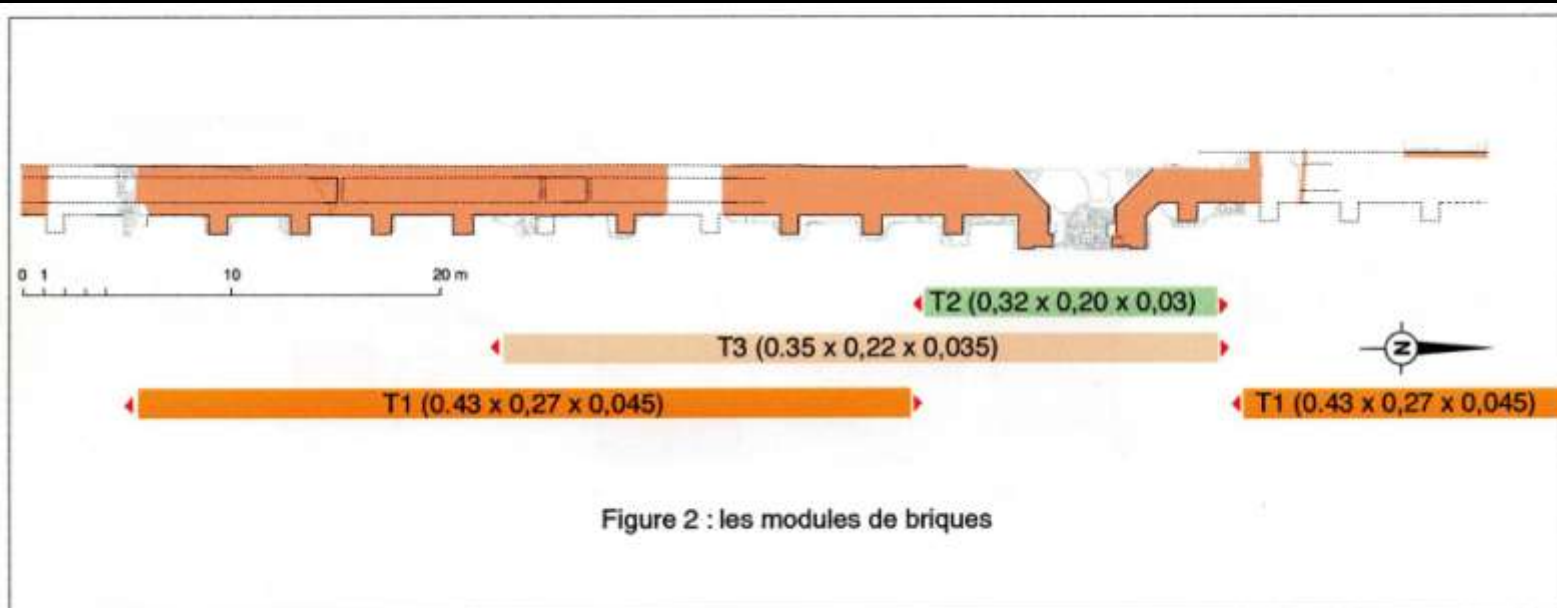 0 1 10 20 m
T2 (0,32 x 0,20 x 0,03)
T3 (0.35 x 0,22 x 0,035)
N
T1 (0.43 x 0,27 x 0,045)
T1 (0.43 x 0,27 x 0,045)
Figure 2 : les modules de briques